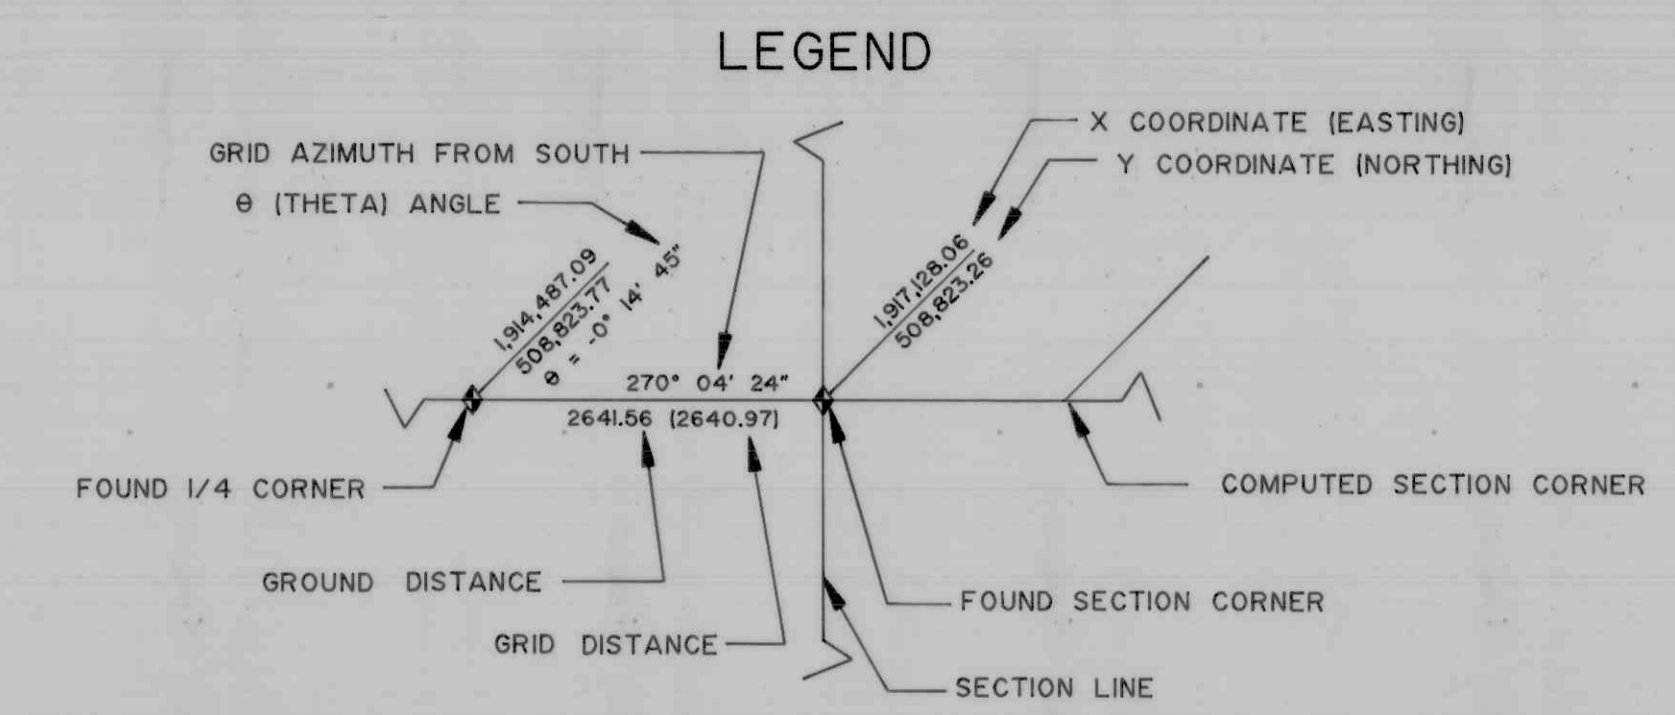 LEGEND
X COORDINATE (EASTING)
GRID AZIMUTH FROM SOUTH
Y COORDINATE (NORTHING)
θ (THETA) ANGLE
1,914,487.09
508,823.77
θ = -0° 14' 45"
1,917,128.06
508,823.26
270° 04' 24"
2641.56 (2640.97)
FOUND 1/4 CORNER
COMPUTED SECTION CORNER
GROUND DISTANCE
FOUND SECTION CORNER
GRID DISTANCE
SECTION LINE